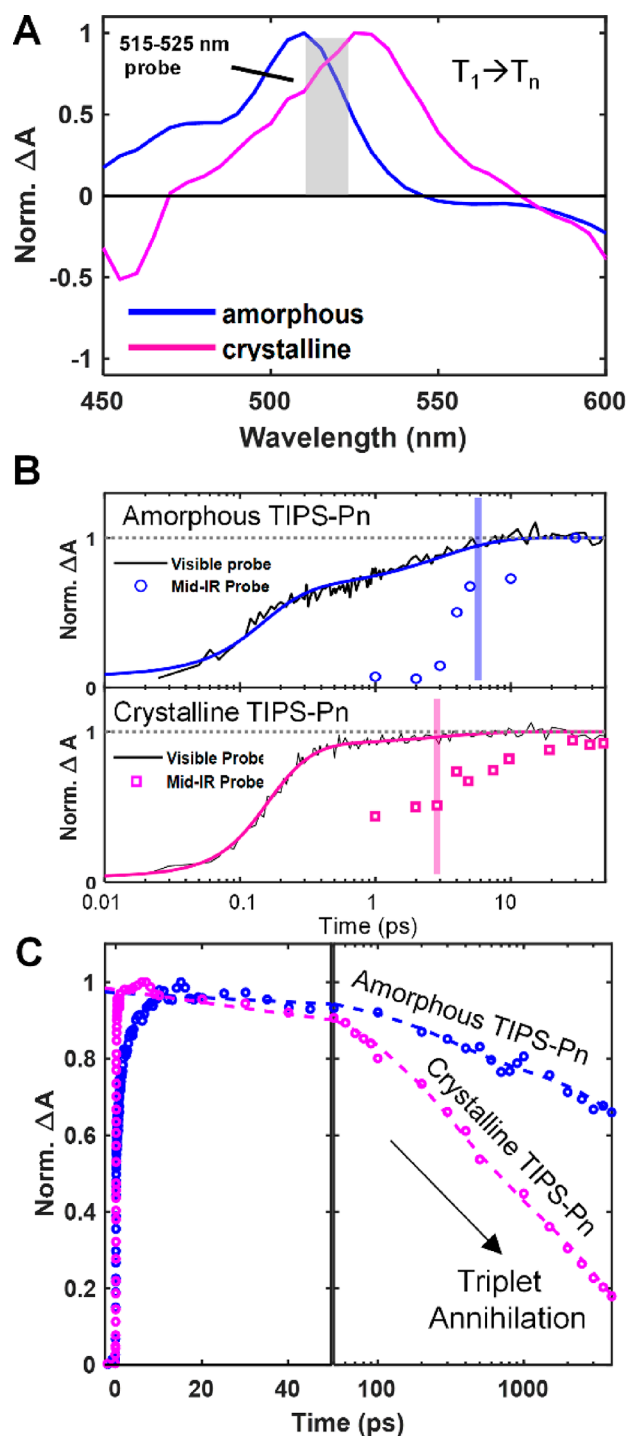 A
515-525 nm
probe
T1→Tn
1
0.5
0
-0.5
-1
Norm. ΔA
amorphous
crystalline
450
500
550
600
Wavelength (nm)
B
Amorphous TIPS-Pn
Visible probe
Mid-IR Probe
1
0
Norm. ΔA
Crystalline TIPS-Pn
Visible Probe
Mid-IR Probe
1
0
Norm. ΔA
0.01
0.1
1
10
Time (ps)
C
1
0.8
0.6
0.4
0.2
0
Norm. ΔA
Amorphous TIPS-Pn
Crystalline TIPS-Pn
Triplet
Annihilation
0
20
40
100
1000
Time (ps)